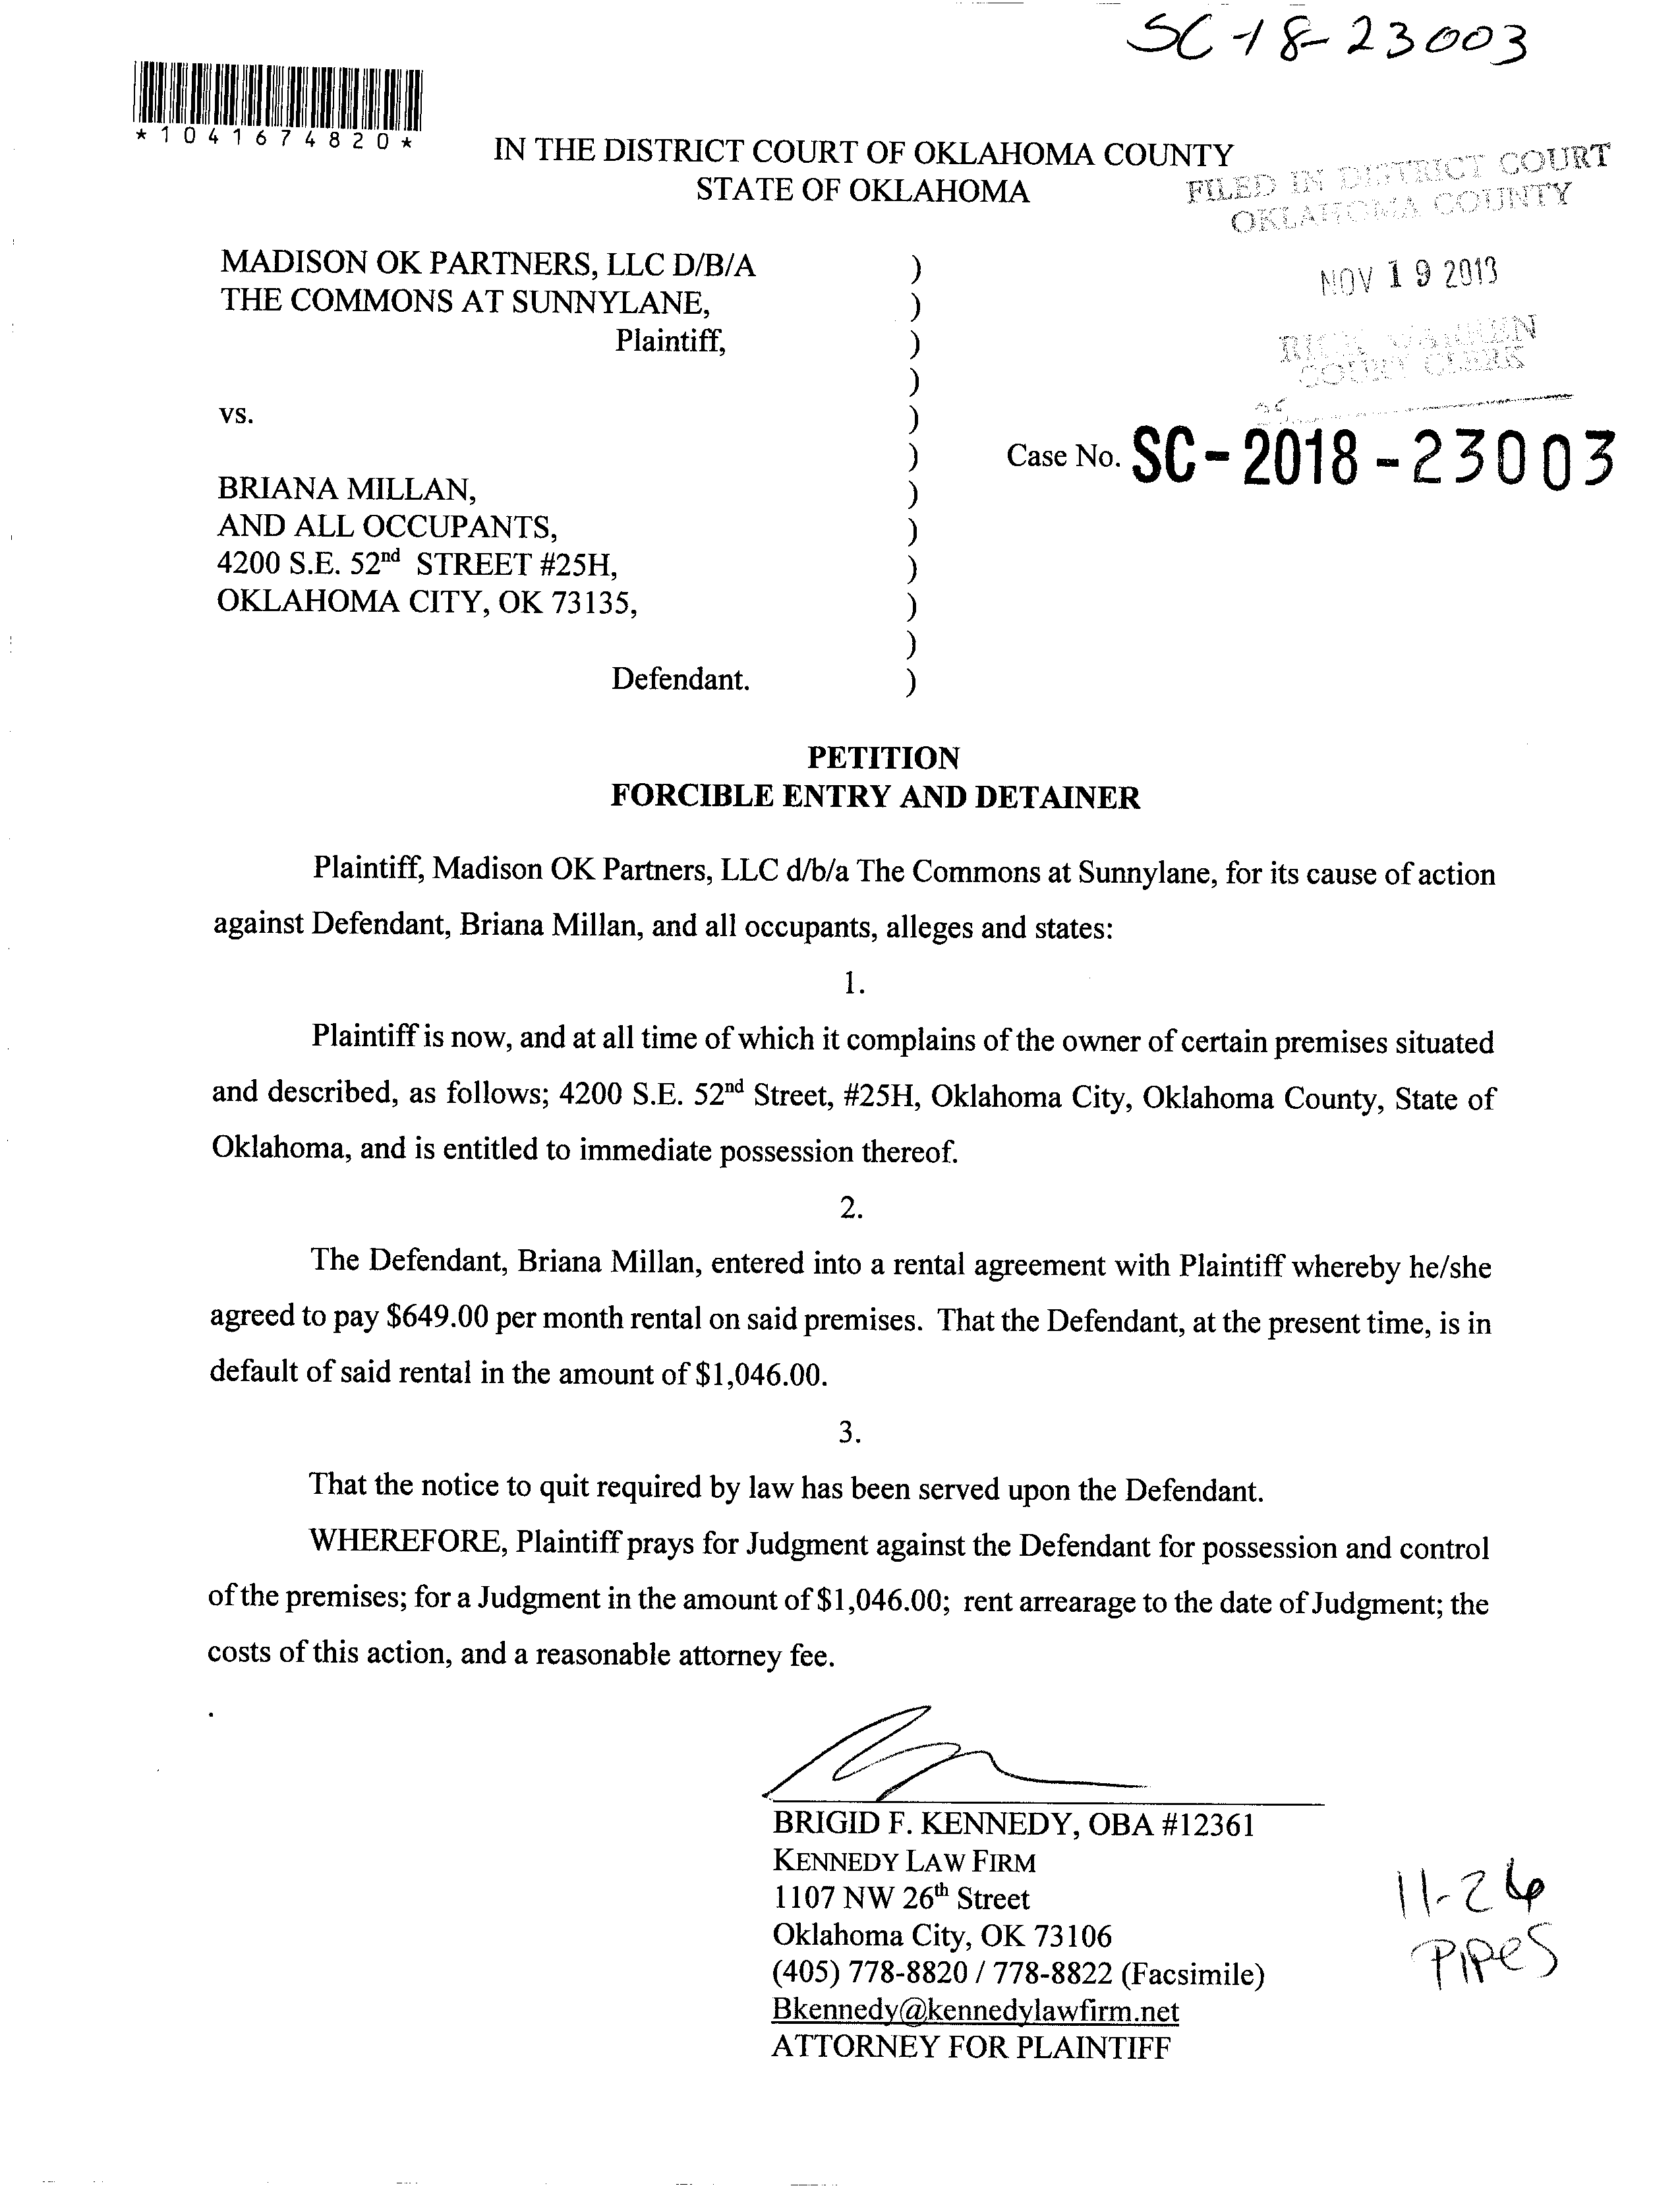 SC-18-23003
*1041674820*
IN THE DISTRICT COURT OF OKLAHOMA COUNTY
STATE OF OKLAHOMA
FILED IN DISTRICT COURT
OKLAHOMA COUNTY
MADISON OK PARTNERS, LLC D/B/A )
THE COMMONS AT SUNNYLANE, )
Plaintiff, )
)
NOV 19 2018
RICK WARREN
COURT CLERK
vs. )
)
Case No. SC-2018-23003
BRIANA MILLAN, )
AND ALL OCCUPANTS, )
4200 S.E. 52nd STREET #25H, )
OKLAHOMA CITY, OK 73135, )
)
Defendant. )
PETITION
FORCIBLE ENTRY AND DETAINER
Plaintiff, Madison OK Partners, LLC d/b/a The Commons at Sunnylane, for its cause of action
against Defendant, Briana Millan, and all occupants, alleges and states:
1.
Plaintiff is now, and at all time of which it complains of the owner of certain premises situated
and described, as follows; 4200 S.E. 52nd Street, #25H, Oklahoma City, Oklahoma County, State of
Oklahoma, and is entitled to immediate possession thereof.
2.
The Defendant, Briana Millan, entered into a rental agreement with Plaintiff whereby he/she
agreed to pay $649.00 per month rental on said premises. That the Defendant, at the present time, is in
default of said rental in the amount of $1,046.00.
3.
That the notice to quit required by law has been served upon the Defendant.
WHEREFORE, Plaintiff prays for Judgment against the Defendant for possession and control
of the premises; for a Judgment in the amount of $1,046.00; rent arrearage to the date of Judgment; the
costs of this action, and a reasonable attorney fee.
BRIGID F. KENNEDY, OBA #12361
KENNEDY LAW FIRM
1107 NW 26th Street
Oklahoma City, OK 73106
(405) 778-8820 / 778-8822 (Facsimile)
Bkennedy@kennedylawfirm.net
ATTORNEY FOR PLAINTIFF
11-26
PIPES